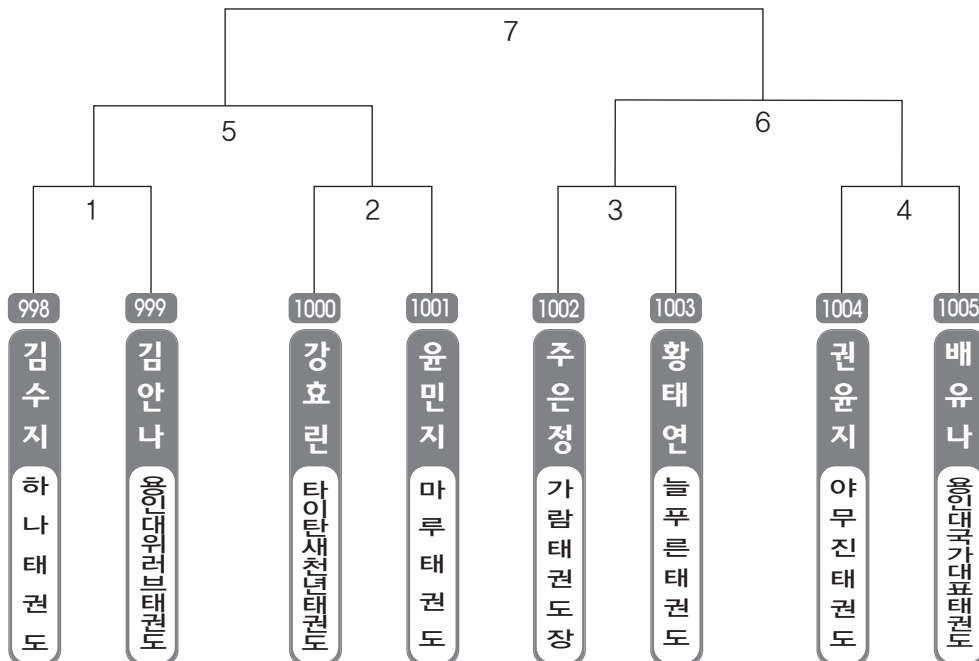 7
5
6
1
2
3
4
998
999
1000
1001
1002
1003
1004
1005
김수지
김안나
강효린
윤민지
주은정
황태연
권윤지
배유나
하나태권도
용인대위러브태권도
타이탄새천년태권도
마루태권도
가람태권도장
늘푸른태권도
야무진태권도
용인대국가대표태권도